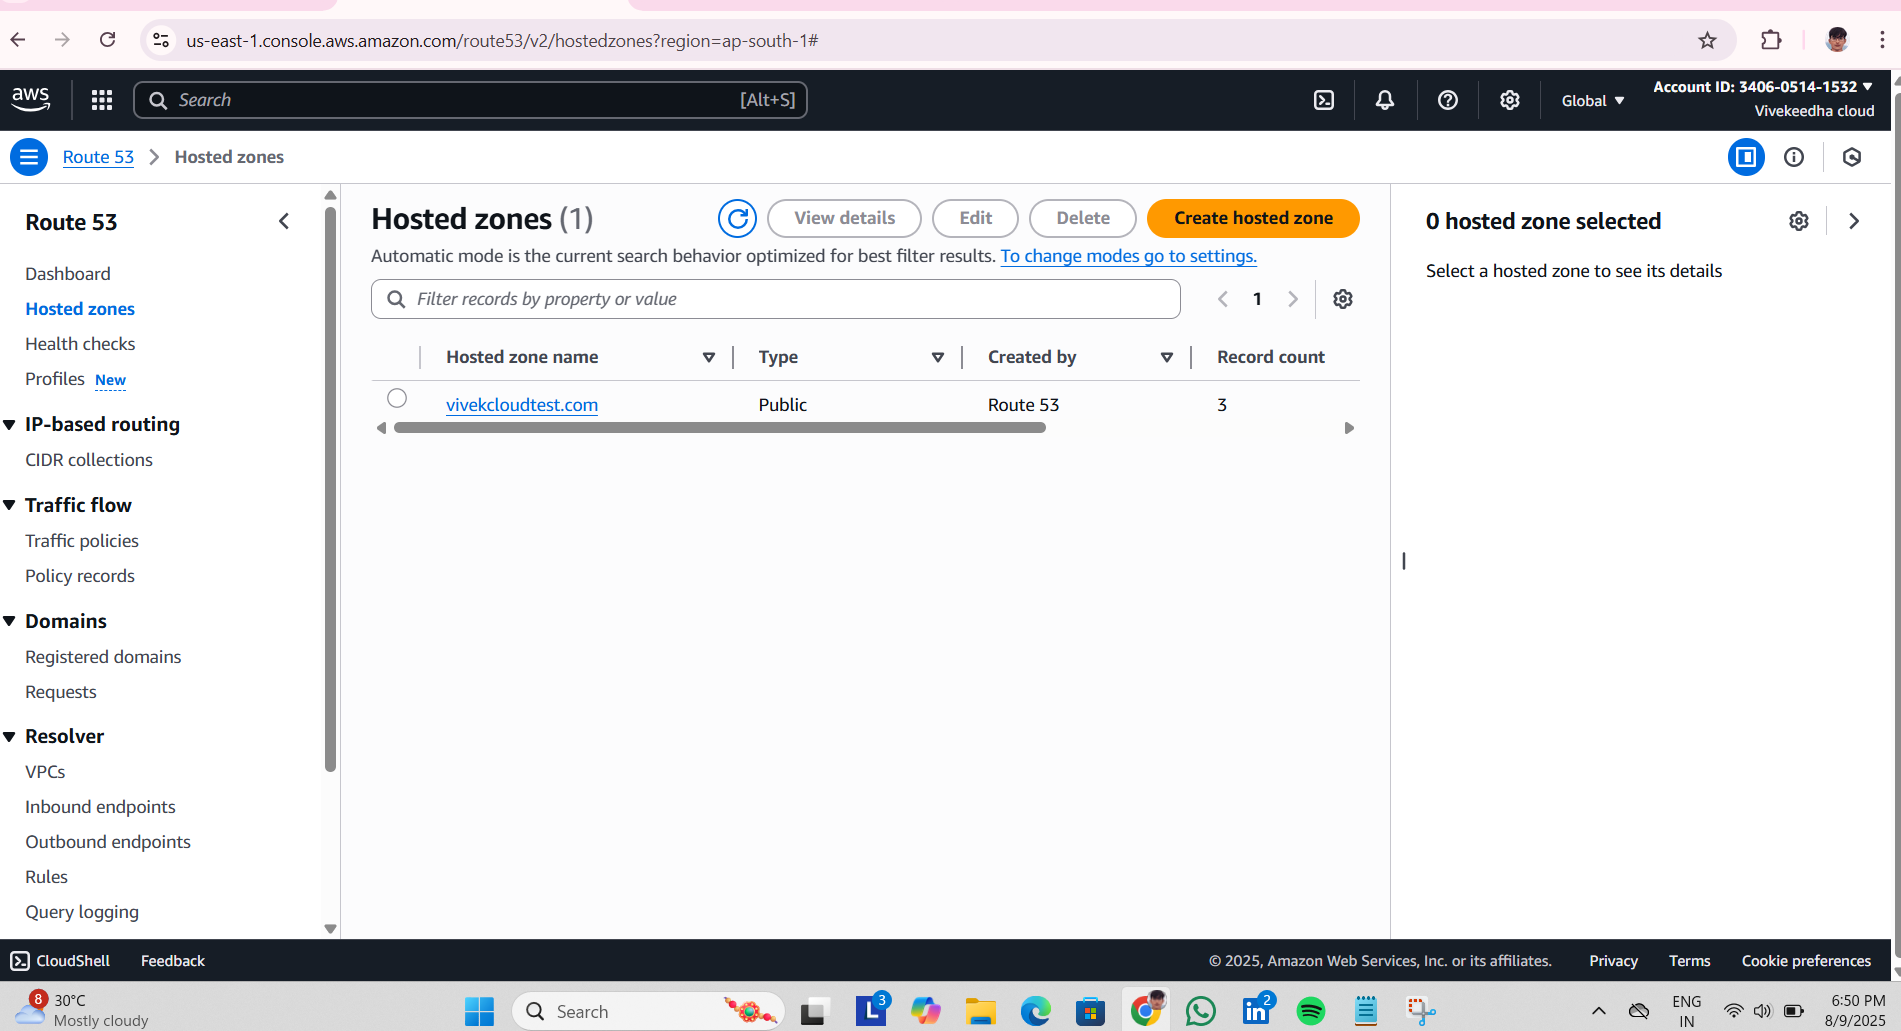 us-east-1.console.aws.amazon.com/route53/v2/hostedzones?region=ap-south-1#
aws
Search
[Alt+S]
Global
Account ID: 3406-0514-1532
Vivekeedha cloud
Route 53
Hosted zones
Route 53
Dashboard
Hosted zones
Health checks
Profiles New
IP-based routing
CIDR collections
Traffic flow
Traffic policies
Policy records
Domains
Registered domains
Requests
Resolver
VPCs
Inbound endpoints
Outbound endpoints
Rules
Query logging
Hosted zones (1)
View details
Edit
Delete
Create hosted zone
Automatic mode is the current search behavior optimized for best filter results. To change modes go to settings.
Filter records by property or value
1
Hosted zone name Type Created by Record count
vivekcloudtest.com Public Route 53 3
0 hosted zone selected
Select a hosted zone to see its details
CloudShell Feedback
© 2025, Amazon Web Services, Inc. or its affiliates. Privacy Terms Cookie preferences
8
30°C
Mostly cloudy
Search
L
3
in
2
ENG
IN
6:50 PM
8/9/2025